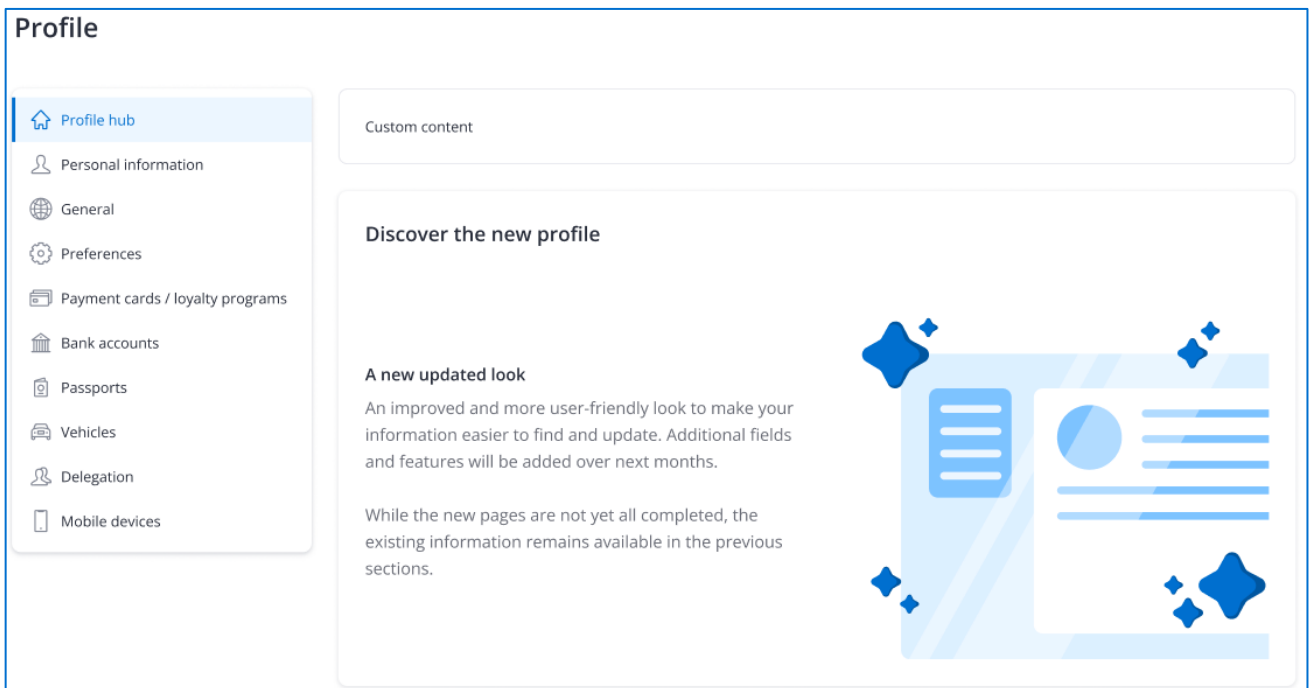 Profile
Profile hub
Personal information
General
Preferences
Payment cards / loyalty programs
Bank accounts
Passports
Vehicles
Delegation
Mobile devices
Custom content
Discover the new profile
A new updated look
An improved and more user-friendly look to make your
information easier to find and update. Additional fields
and features will be added over next months.
While the new pages are not yet all completed, the
existing information remains available in the previous
sections.